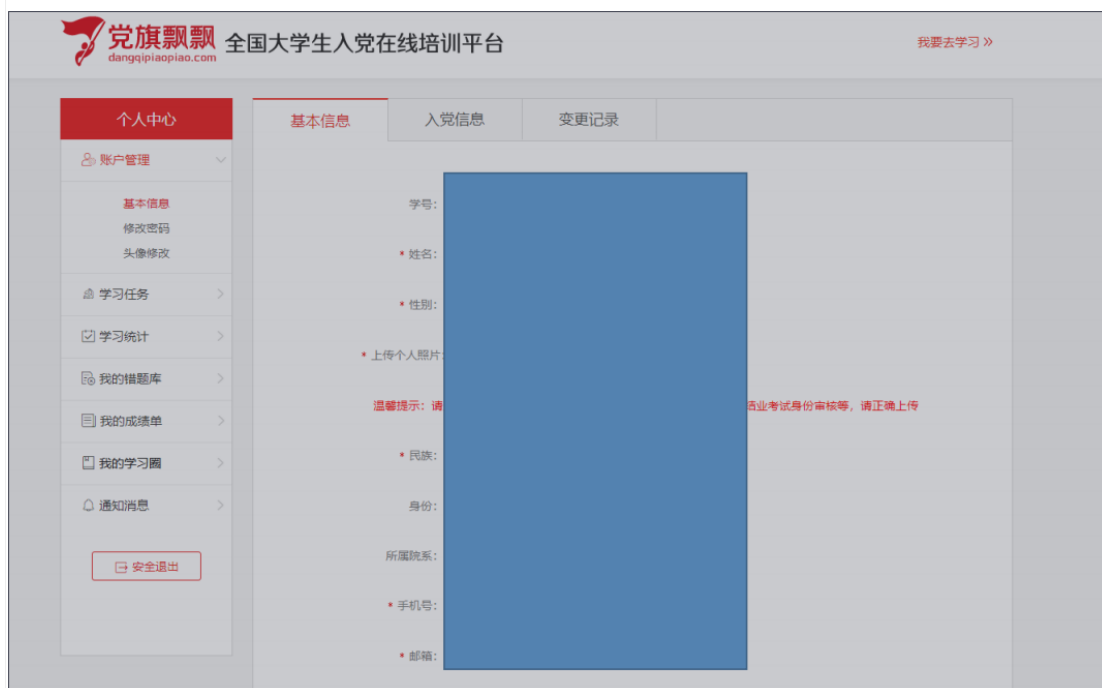 党旗飘飘 全国大学生入党在线培训平台
dangqipiaopiao.com
我要去学习 »
个人中心
账户管理
基本信息
修改密码
头像修改
学习任务
学习统计
我的错题库
我的成绩单
我的学习圈
通知消息
安全退出
基本信息 入党信息 变更记录
学号：
* 姓名：
* 性别：
* 上传个人照片：
温馨提示：请 结业考试身份审核等，请正确上传
* 民族：
身份：
所属院系：
* 手机号：
* 邮箱：